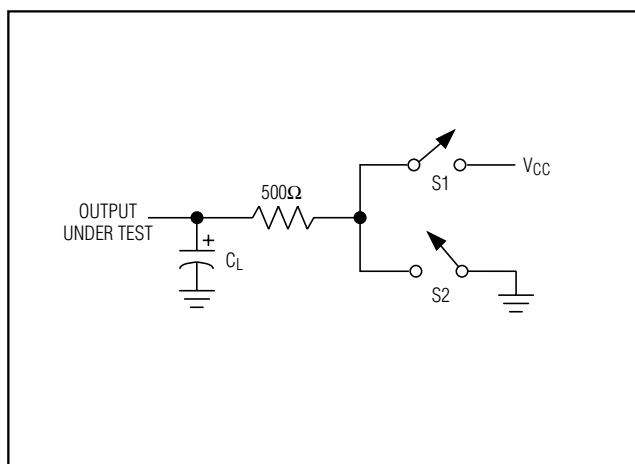 OUTPUT
UNDER TEST
500Ω
+
CL
S1
VCC
S2